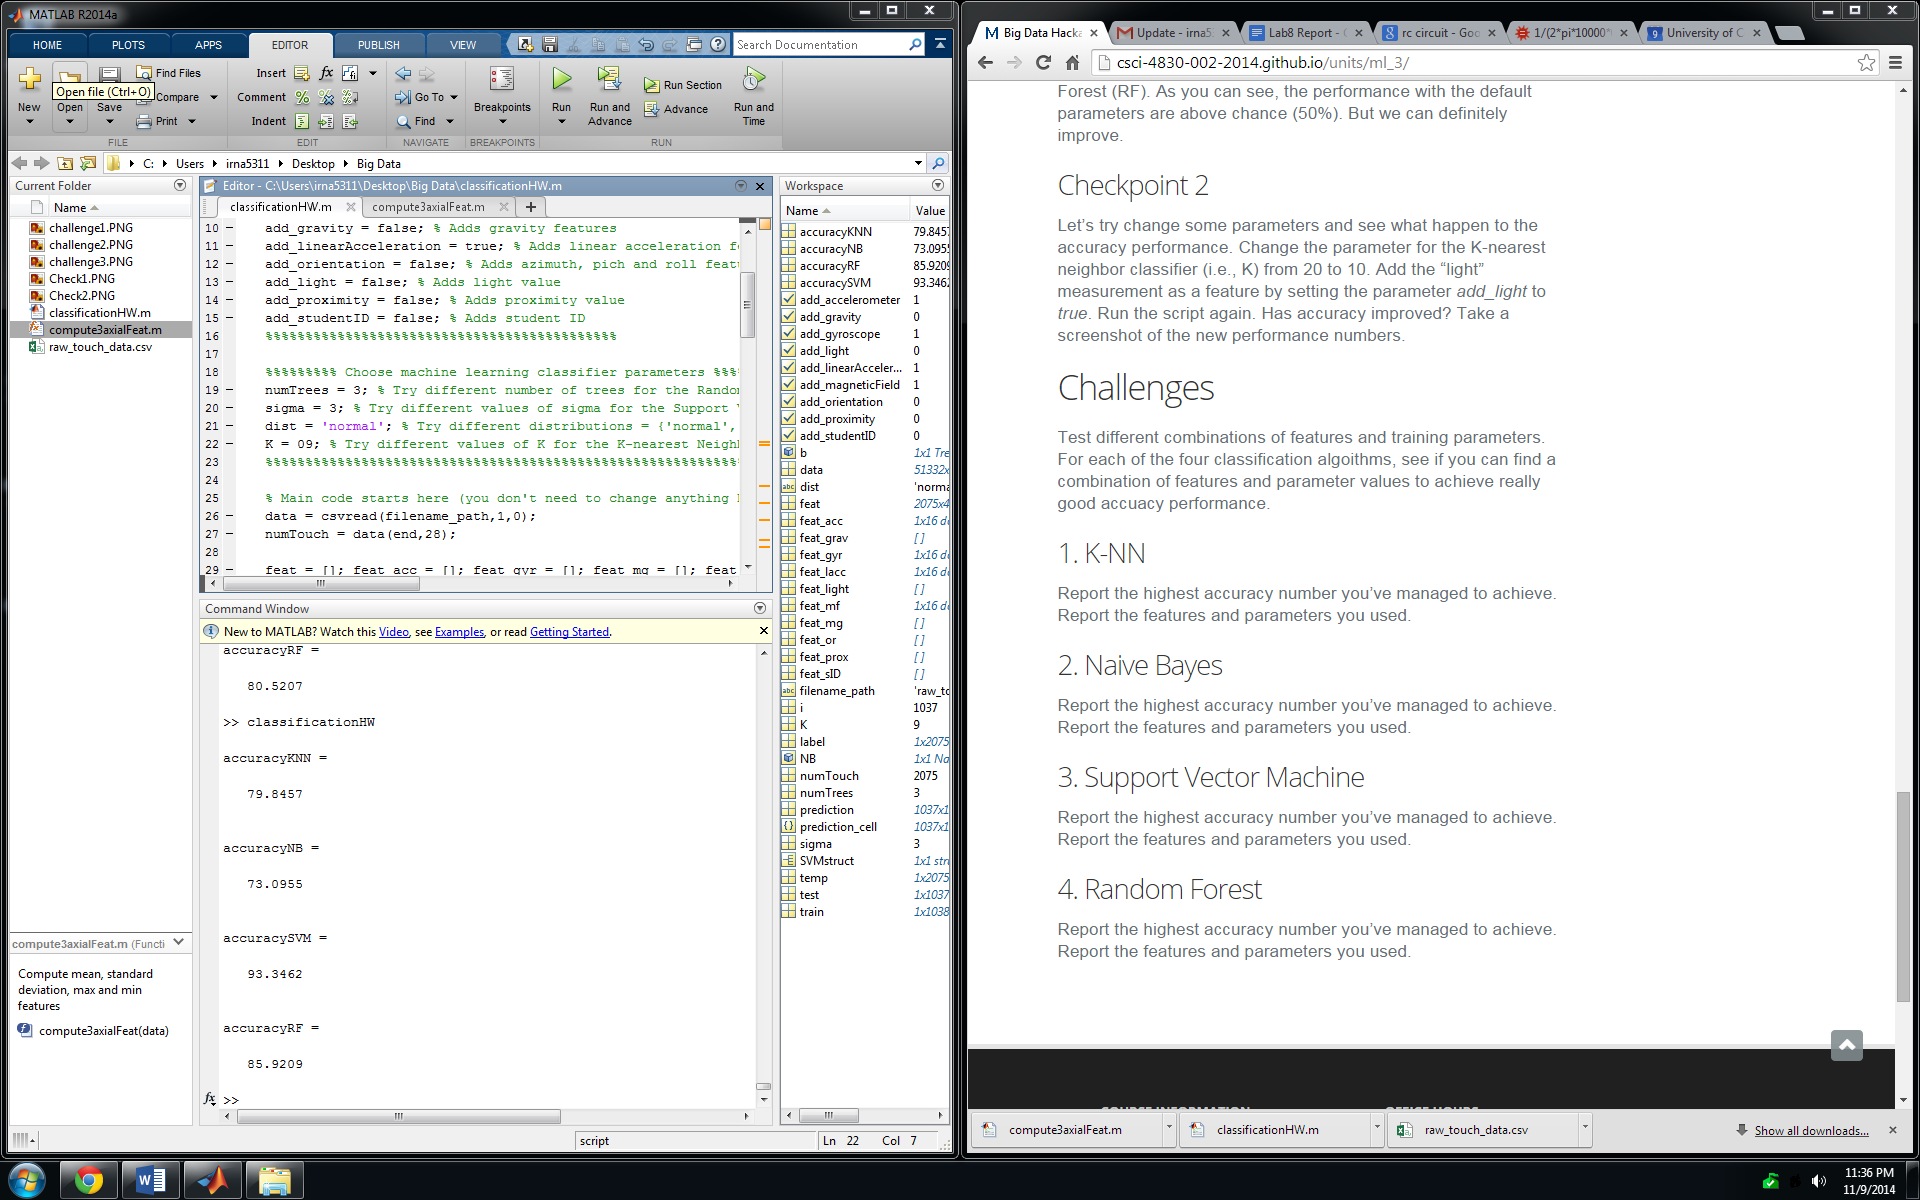 MATLAB R2014a
HOME PLOTS APPS EDITOR PUBLISH VIEW
Search Documentation
New
Open
Save
Find Files
Compare
Print
Open file (Ctrl+O)
FILE
Insert
Comment
Indent
EDIT
Go To
Find
NAVIGATE
Breakpoints
BREAKPOINTS
Run
Run and
Advance
Run Section
Advance
Run and
Time
RUN
C: Users irna5311 Desktop Big Data
Current Folder
Name
challenge1.PNG
challenge2.PNG
challenge3.PNG
Check1.PNG
Check2.PNG
classificationHW.m
compute3axialFeat.m
raw_touch_data.csv
compute3axialFeat.m (Functi
Compute mean, standard
deviation, max and min
features
compute3axialFeat(data)
Editor - C:\Users\irna5311\Desktop\Big Data\classificationHW.m
classificationHW.m compute3axialFeat.m
10 add_gravity = false; % Adds gravity features
11 add_linearAcceleration = true; % Adds linear acceleration fe
12 add_orientation = false; % Adds azimuth, pich and roll featu
13 add_light = false; % Adds light value
14 add_proximity = false; % Adds proximity value
15 add_studentID = false; % Adds student ID
16 %%%%%%%%%%%%%%%%%%%%%%%%%%%%%%%%%%%%%%%%%%%%
17
18 %%%%%%%%% Choose machine learning classifier parameters %%%%
19 numTrees = 3; % Try different number of trees for the Random
20 sigma = 3; % Try different values of sigma for the Support V
21 dist = 'normal'; % Try different distributions = {'normal',
22 K = 09; % Try different values of K for the K-nearest Neighb
23 %%%%%%%%%%%%%%%%%%%%%%%%%%%%%%%%%%%%%%%%%%%%%%%%%%%%%%%%%%%%
24
25 % Main code starts here (you don't need to change anything
26 data = csvread(filename_path,1,0);
27 numTouch = data(end,28);
28
29 feat = []; feat_acc = []; feat_gyr = []; feat_mg = []; feat
Command Window
New to MATLAB? Watch this Video, see Examples, or read Getting Started.
accuracyRF =
80.5207
>> classificationHW
accuracyKNN =
79.8457
accuracyNB =
73.0955
accuracySVM =
93.3462
accuracyRF =
85.9209
fx >>
script
Ln 22 Col 7
Workspace
Name Value
accuracyKNN 79.8457
accuracyNB 73.0955
accuracyRF 85.9209
accuracySVM 93.3462
add_accelerometer 1
add_gravity 0
add_gyroscope 1
add_light 0
add_linearAcceler... 1
add_magneticField 1
add_orientation 0
add_proximity 0
add_studentID 0
b 1x1 Tre
data 51332x
dist 'norma
feat 2075x4
feat_acc 1x16 do
feat_grav []
feat_gyr 1x16 do
feat_lacc 1x16 do
feat_light []
feat_mf 1x16 do
feat_mg []
feat_or []
feat_prox []
feat_sID []
filename_path 'raw_to
i 1037
K 9
label 1x2075
NB 1x1 Na
numTouch 2075
numTrees 3
prediction 1037x1
prediction_cell 1037x1
sigma 3
SVMstruct 1x1 stru
temp 1x2075
test 1x1037
train 1x1038
Big Data Hacka
Update - irna5
Lab8 Report - G
rc circuit - Goo
1/(2*pi*10000*
University of C
csci-4830-002-2014.github.io/units/ml_3/
Forest (RF). As you can see, the performance with the default
parameters are above chance (50%). But we can definitely
improve.
Checkpoint 2
Let’s try change some parameters and see what happen to the
accuracy performance. Change the parameter for the K-nearest
neighbor classifier (i.e., K) from 20 to 10. Add the “light”
measurement as a feature by setting the parameter add_light to
true. Run the script again. Has accuracy improved? Take a
screenshot of the new performance numbers.
Challenges
Test different combinations of features and training parameters.
For each of the four classification algoithms, see if you can find a
combination of features and parameter values to achieve really
good accuacy performance.
1. K-NN
Report the highest accuracy number you’ve managed to achieve.
Report the features and parameters you used.
2. Naive Bayes
Report the highest accuracy number you’ve managed to achieve.
Report the features and parameters you used.
3. Support Vector Machine
Report the highest accuracy number you’ve managed to achieve.
Report the features and parameters you used.
4. Random Forest
Report the highest accuracy number you’ve managed to achieve.
Report the features and parameters you used.
COURSE INFORMATION OFFICE HOURS
compute3axialFeat.m
classificationHW.m
raw_touch_data.csv
Show all downloads...
11:36 PM
11/9/2014